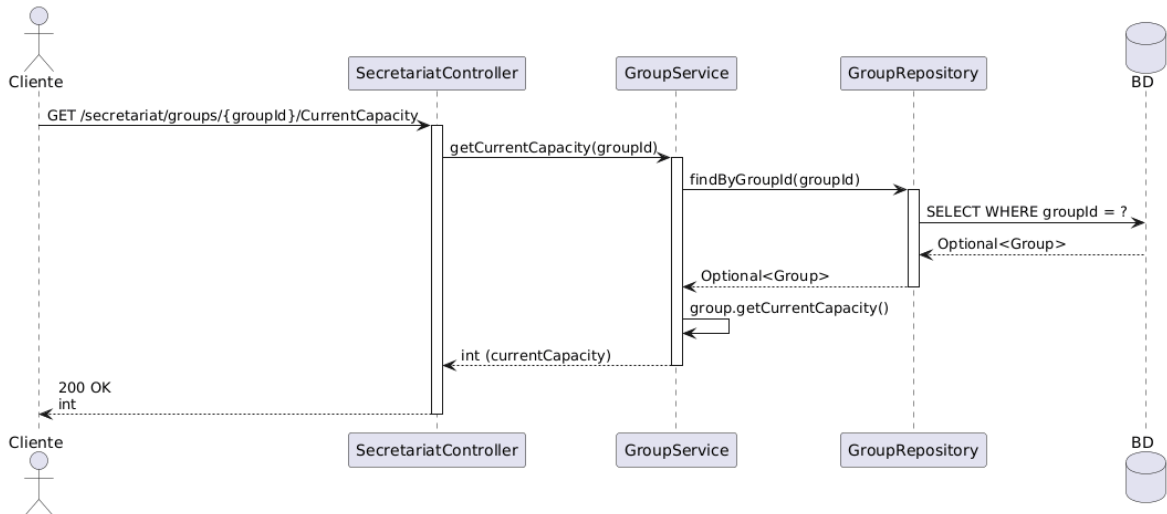 Cliente
SecretariatController
GroupService
GroupRepository
BD
GET /secretariat/groups/{groupId}/CurrentCapacity
getCurrentCapacity(groupId)
findByGroupId(groupId)
SELECT WHERE groupId = ?
Optional<Group>
Optional<Group>
group.getCurrentCapacity()
int (currentCapacity)
200 OK
int
Cliente
SecretariatController
GroupService
GroupRepository
BD